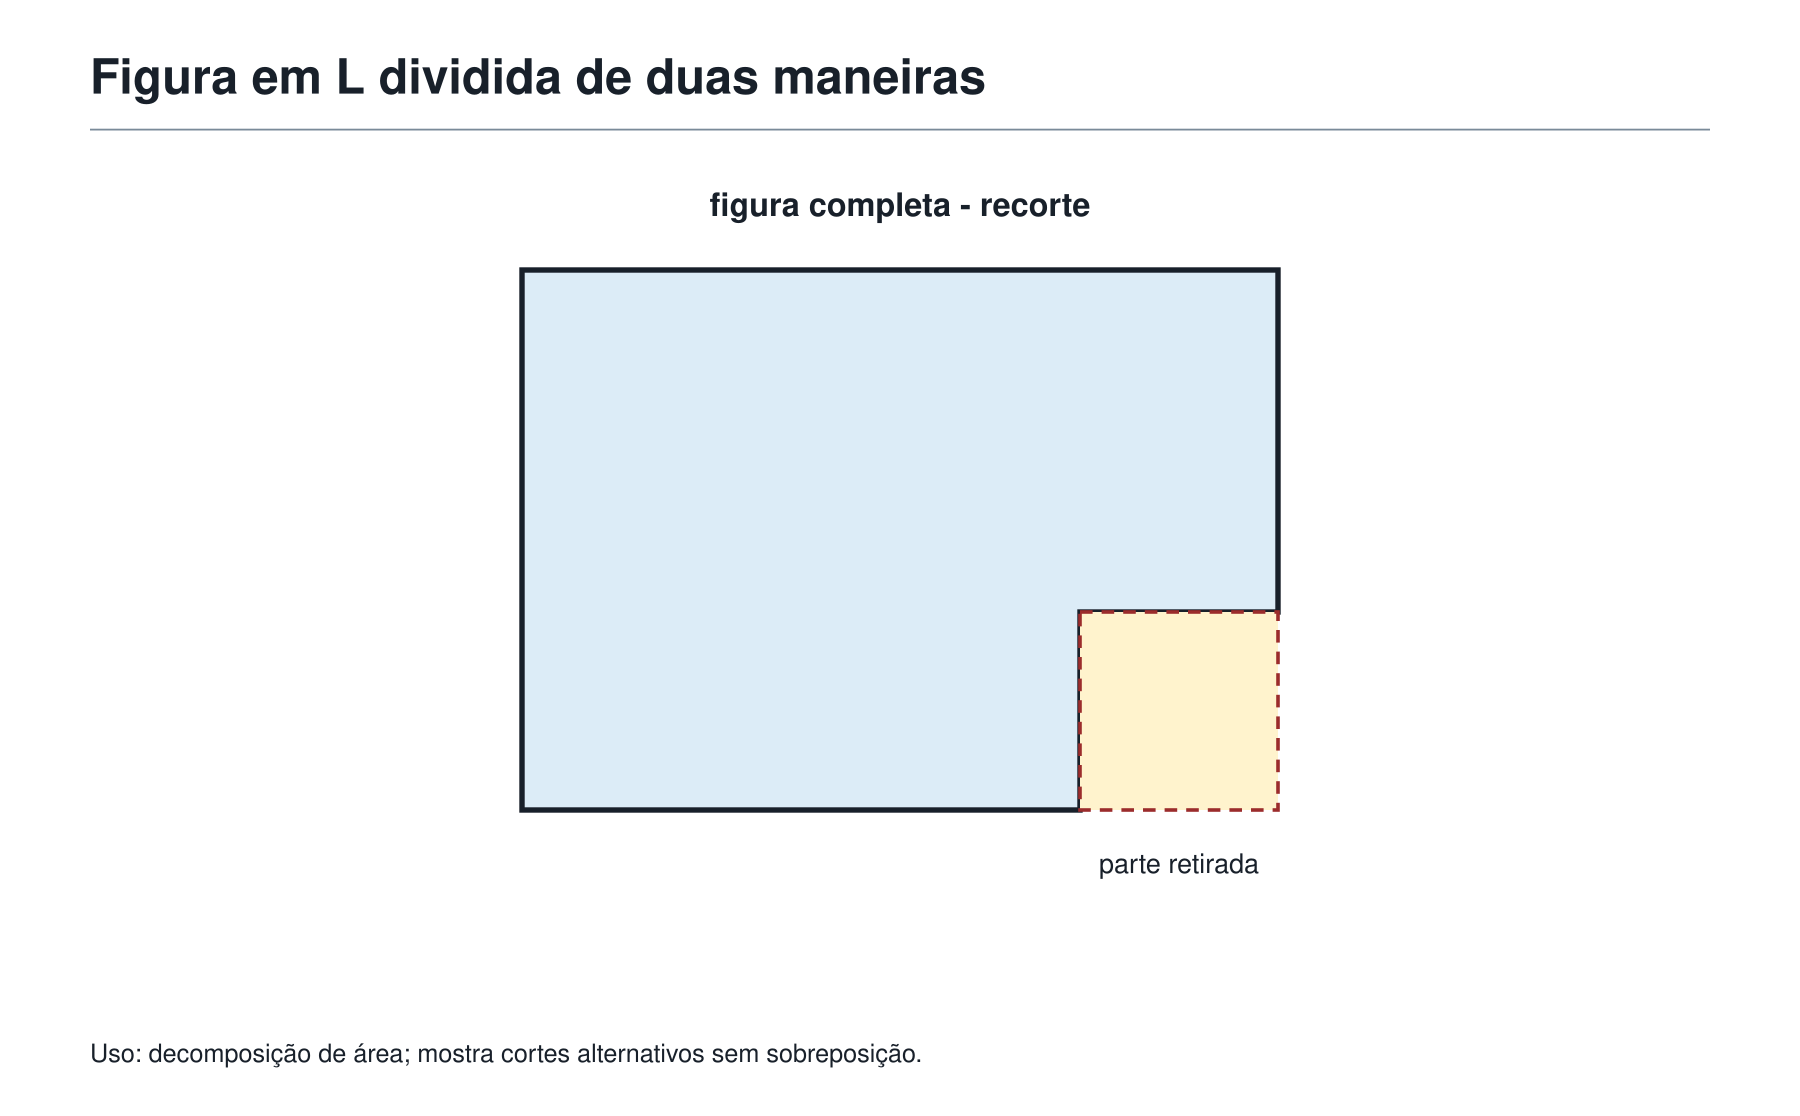 Figura em L dividida de duas maneiras
figura completa - recorte
parte retirada
Uso: decomposição de área; mostra cortes alternativos sem sobreposição.